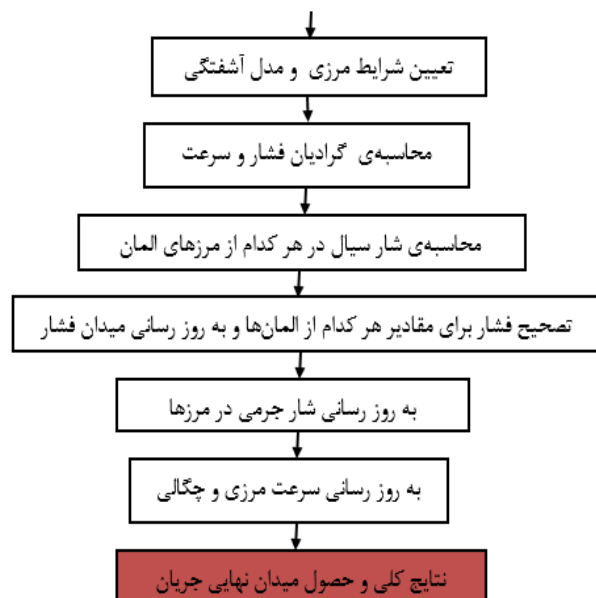 تعیین شرایط مرزی و مدل آشفتگی
محاسبه‌ی گرادیان فشار و سرعت
محاسبه‌ی شار سیال در هر کدام از مرزهای المان
تصحیح فشار برای مقادیر هر کدام از المان‌ها و به روز رسانی میدان فشار
به روز رسانی شار جرمی در مرزها
به روز رسانی سرعت مرزی و چگالی
نتایج کلی و حصول میدان نهایی جریان